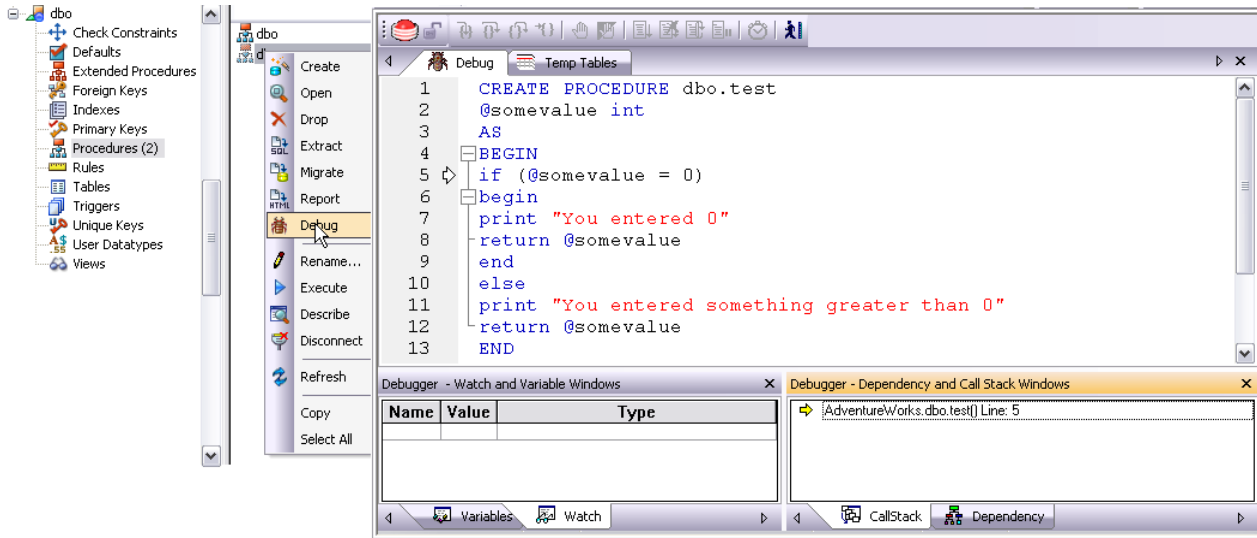 dbo
Check Constraints
Defaults
Extended Procedures
Foreign Keys
Indexes
Primary Keys
Procedures (2)
Rules
Tables
Triggers
Unique Keys
User Datatypes
Views
dbo
d
Create
Open
Drop
SQL Extract
Migrate
HTML Report
Debug
Rename...
Execute
Describe
Disconnect
Refresh
Copy
Select All
Debug Temp Tables
1 CREATE PROCEDURE dbo.test
2 @somevalue int
3 AS
4 BEGIN
5 if (@somevalue = 0)
6 begin
7 print "You entered 0"
8 return @somevalue
9 end
10 else
11 print "You entered something greater than 0"
12 return @somevalue
13 END
Debugger - Watch and Variable Windows
Name Value Type
Variables Watch
Debugger - Dependency and Call Stack Windows
AdventureWorks.dbo.test() Line: 5
CallStack Dependency